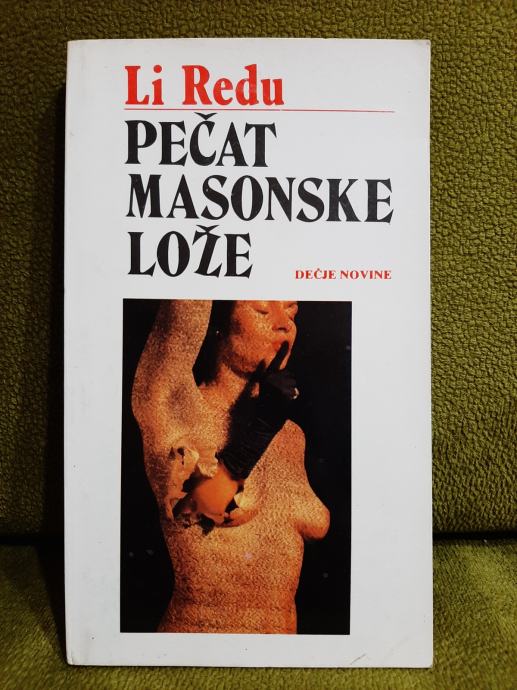 Li Redu
PEČAT
MASONSKE
LOŽE
DEČJE NOVINE